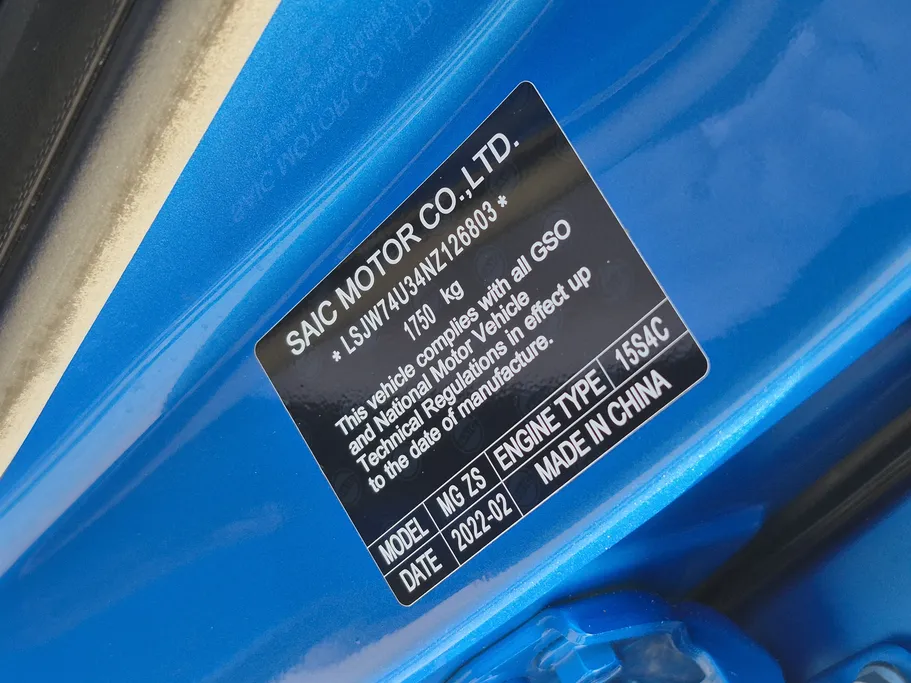 SAIC MOTOR CO.,LTD.
* LSJW74U34NZ126803 *
1750 kg
This vehicle complies with all GSO
and National Motor Vehicle
Technical Regulations in effect up
to the date of manufacture.
MODEL MG ZS ENGINE TYPE 15S4C
DATE 2022-02 MADE IN CHINA